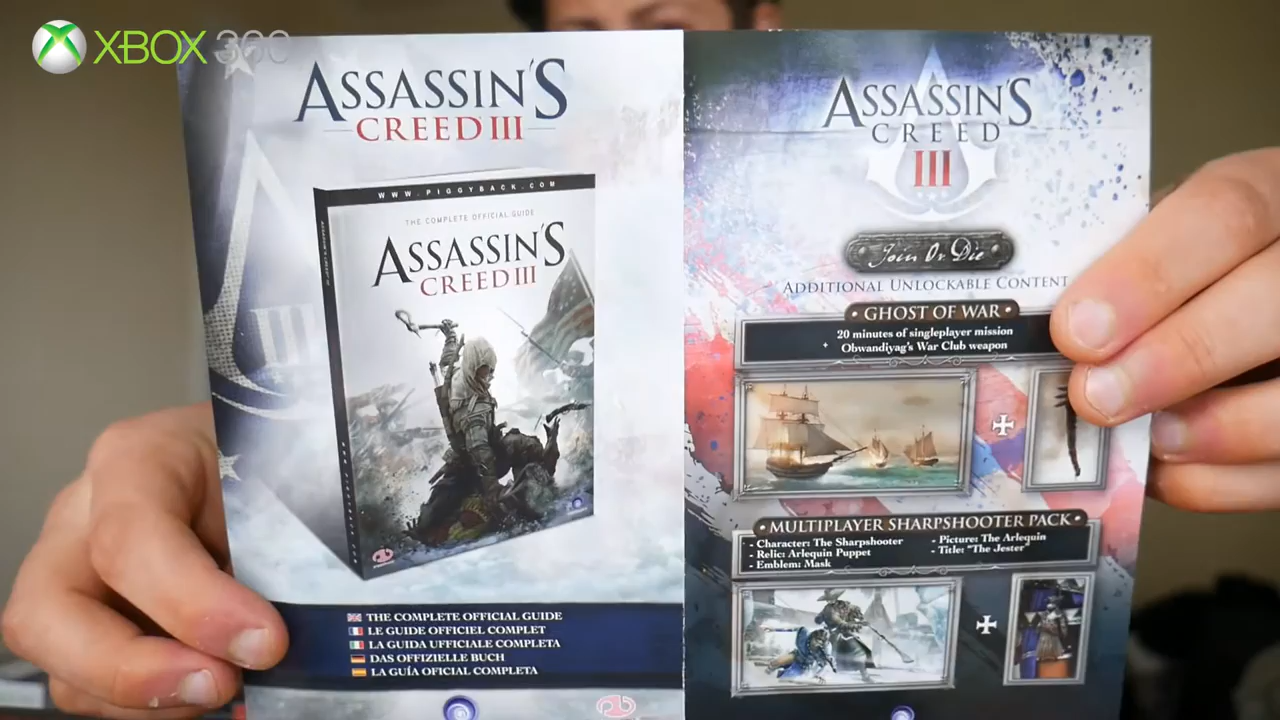 XBOX 360
ASSASSIN'S
CREED III
WWW.PIGGYBACK.COM
THE COMPLETE OFFICIAL GUIDE
ASSASSIN'S
CREED III
THE COMPLETE OFFICIAL GUIDE
LE GUIDE OFFICIEL COMPLET
LA GUIDA UFFICIALE COMPLETA
DAS OFFIZIELLE BUCH
LA GUÍA OFICIAL COMPLETA
ASSASSIN'S
CREED
III
Join Or Die
ADDITIONAL UNLOCKABLE CONTENT
GHOST OF WAR
20 minutes of singleplayer mission
+ Obwandiyag's War Club weapon
+
MULTIPLAYER SHARPSHOOTER PACK
- Character: The Sharpshooter
- Relic: Arlequin Puppet
- Emblem: Mask
- Picture: The Arlequin
- Title: "The Jester"
+